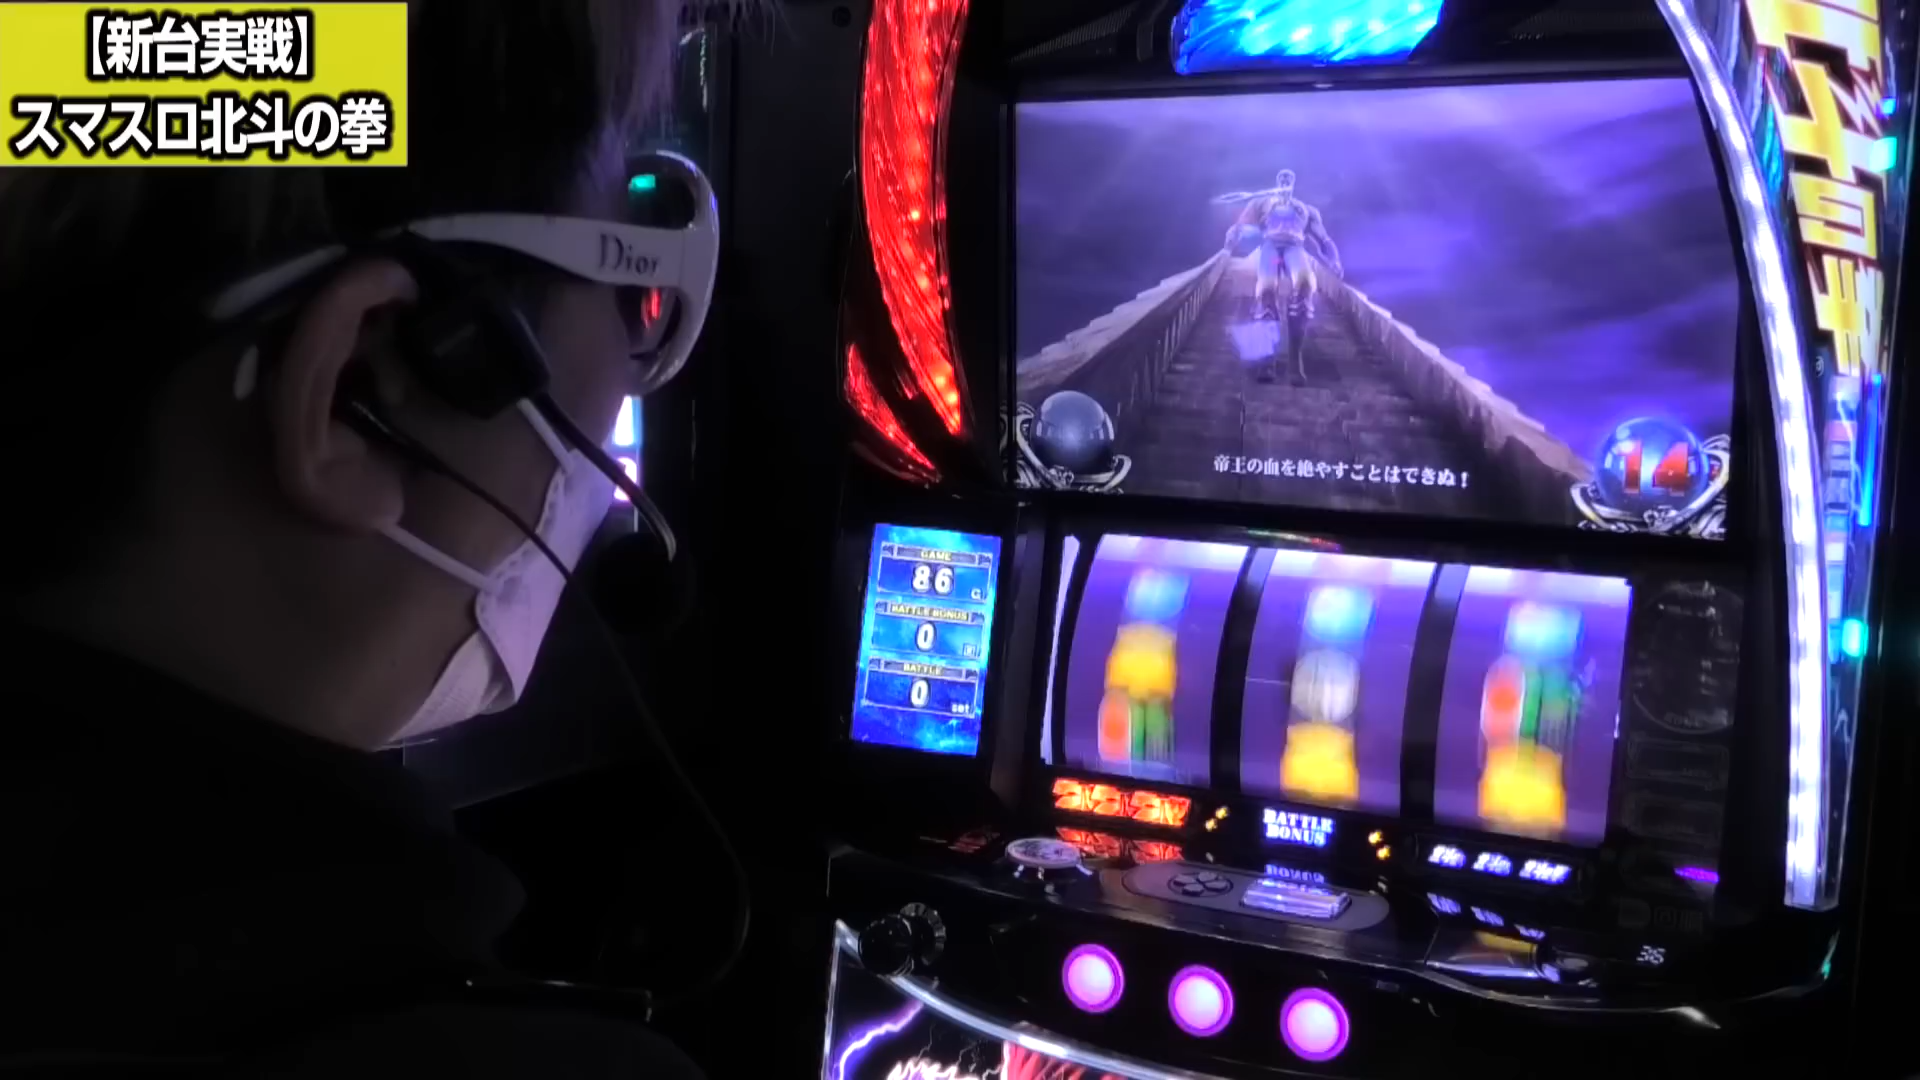 【新台実戦】
スマスロ北斗の拳
Dior
帝王の血を絶やすことはできぬ！
14
GAME
86
G
BATTLE BONUS
0
回
BATTLE
0
set
BATTLE
BONUS
36